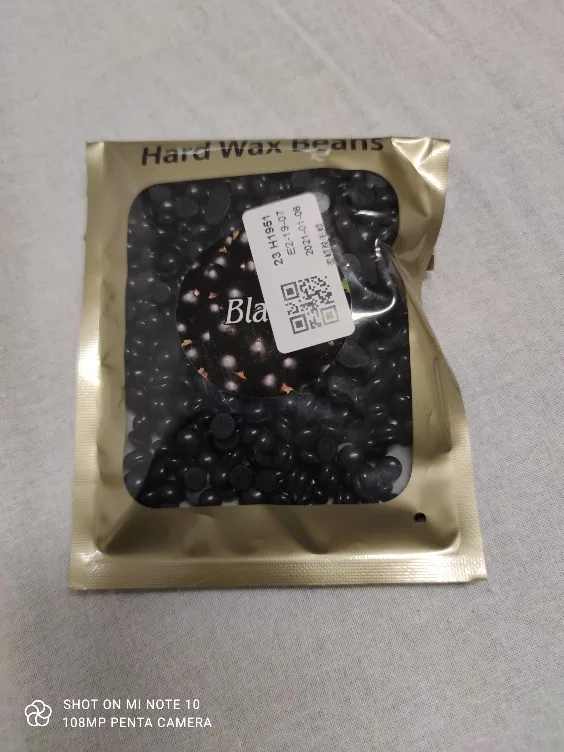 Hard Wax Beans
23 H1951
E2-19-07
2021-01-06
Bla
SHOT ON MI NOTE 10
108MP PENTA CAMERA